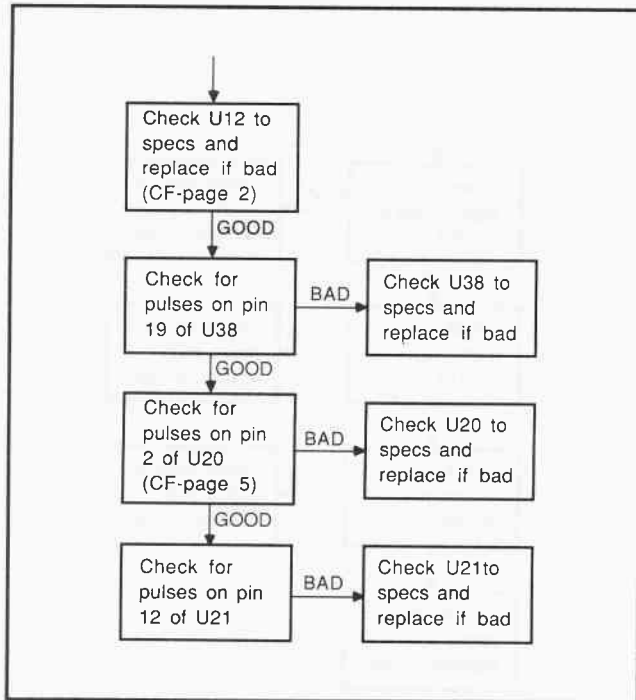 Check U12 to
specs and
replace if bad
(CF-page 2)
GOOD
Check for
pulses on pin
19 of U38
BAD
Check U38 to
specs and
replace if bad
GOOD
Check for
pulses on pin
2 of U20
(CF-page 5)
BAD
Check U20 to
specs and
replace if bad
GOOD
Check for
pulses on pin
12 of U21
BAD
Check U21to
specs and
replace if bad